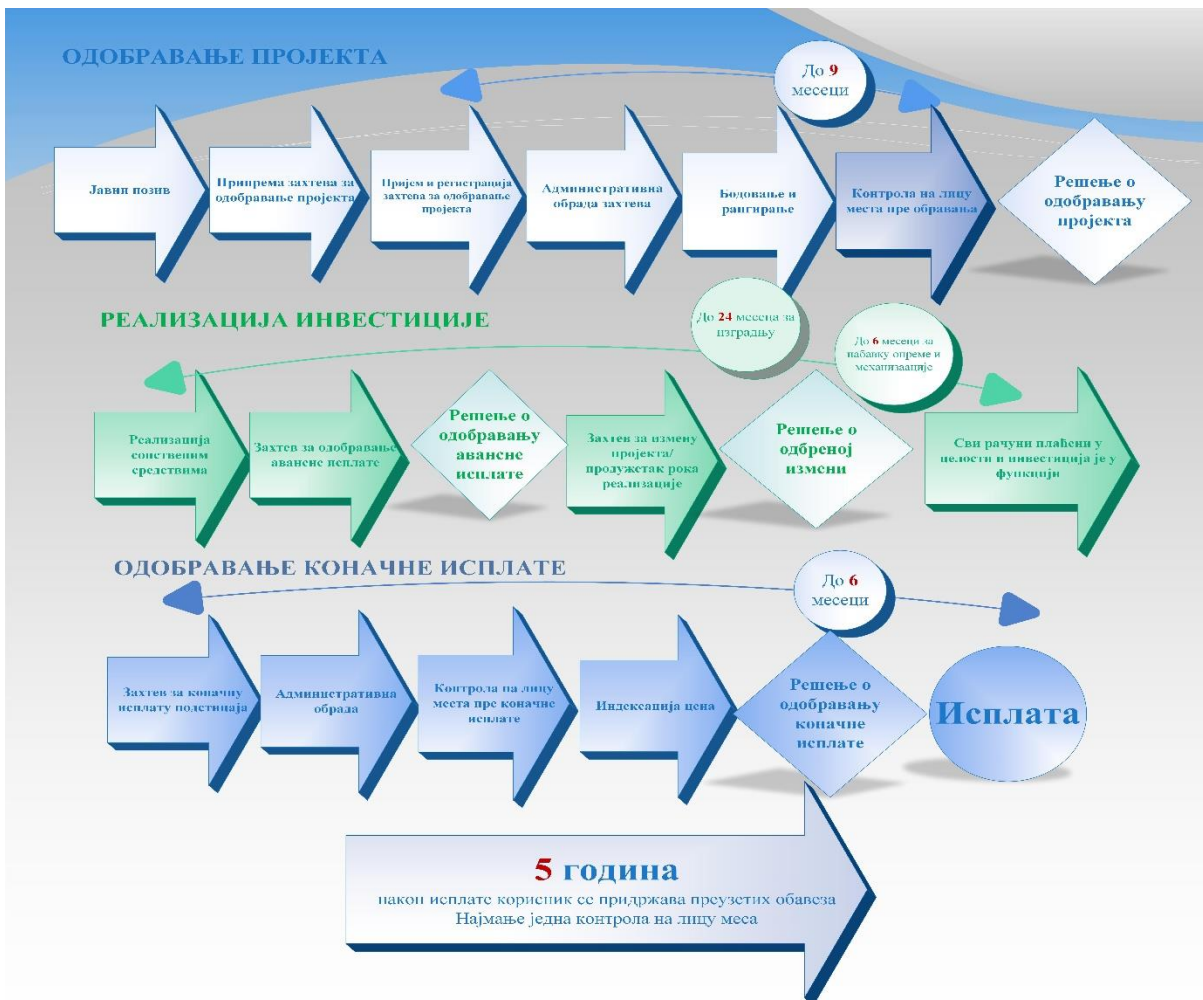 ОДОБРАВАЊЕ ПРОЈЕКТА
До 9
месеци
Јавни позив
Припрема захтева за
одобравање пројекта
Пријем и регистрација
захтева за одобравање
пројекта
Административна
обрада захтева
Бодовање и
рангирање
Контрола на лицу
места пре обравања
Решење о
одобравању
пројекта
РЕАЛИЗАЦИЈА ИНВЕСТИЦИЈЕ
До 24 месеца за
изградњу
До 6 месеци за
набавку опреме и
механизаације
Реализација
сопственим
средствима
Захтев за одобравање
авансне исплате
Решење о
одобравању
авансне
исплате
Захтев за измену
пројекта/
продужетак рока
реализације
Решење о
одбреној
измени
Сви рачуни плаћени у
целости и инвестиција је у
функцији
ОДОБРАВАЊЕ КОНАЧНЕ ИСПЛАТЕ
До 6
месеци
Захтев за коначну
исплату подстицаја
Административна
обрада
Контрола на лицу
места пре коначне
исплате
Индексација цена
Решење о
одобравању
коначне
исплате
Исплата
5 година
након исплате корисник се придржава преузетих обавеза
Најмање једна контрола на лицу меса